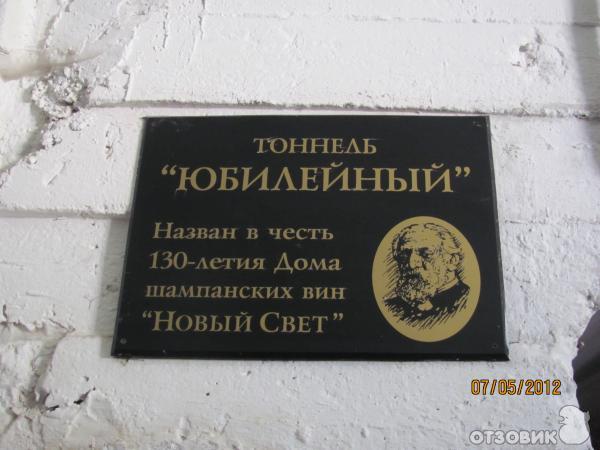 ТОННЕЛЬ
"ЮБИЛЕЙНЫЙ"
Назван в честь
130-летия Дома
шампанских вин
"Новый Свет"
07/05/2012
ОТЗОВИК